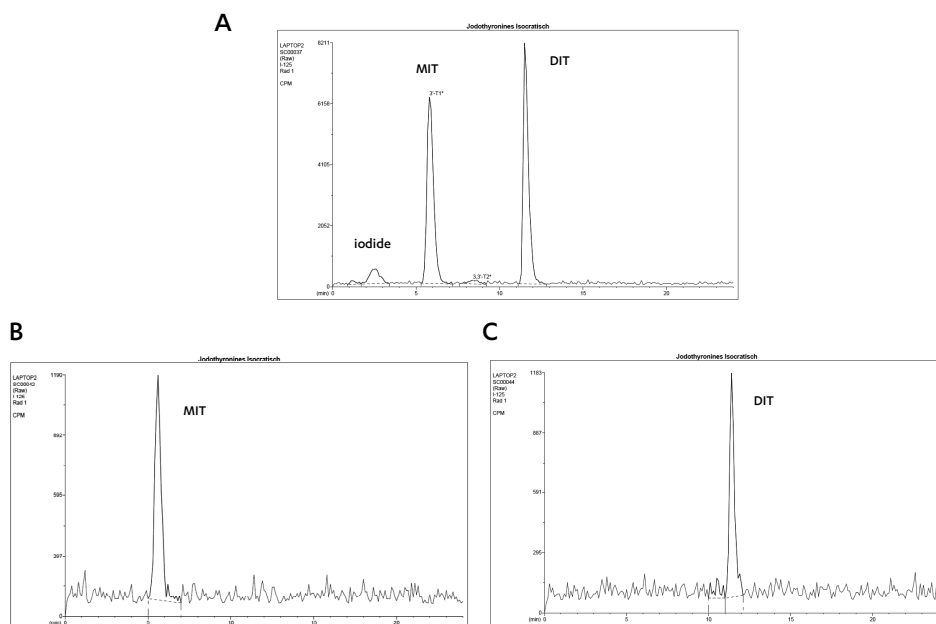 A
Jodothyronines Isocratisch
LAPTOP2
SC00037
(Raw)
I-125
Rad 1
CPM
8211
6158
4105
2052
0
MIT
DIT
3'-T1*
iodide
3,3'-T2*
(min) 0 5 10 15 20
B
Jodothyronines Isocratisch
LAPTOP2
(Raw)
Rad 1
CPM
1190
892
595
397
0
MIT
5 10 15 20
C
Jodothyronines Isocratisch
LAPTOP2
SC00044
(Raw)
I-125
Rad 1
CPM
1183
887
591
295
0
DIT
(min) 0 5 10 15 20